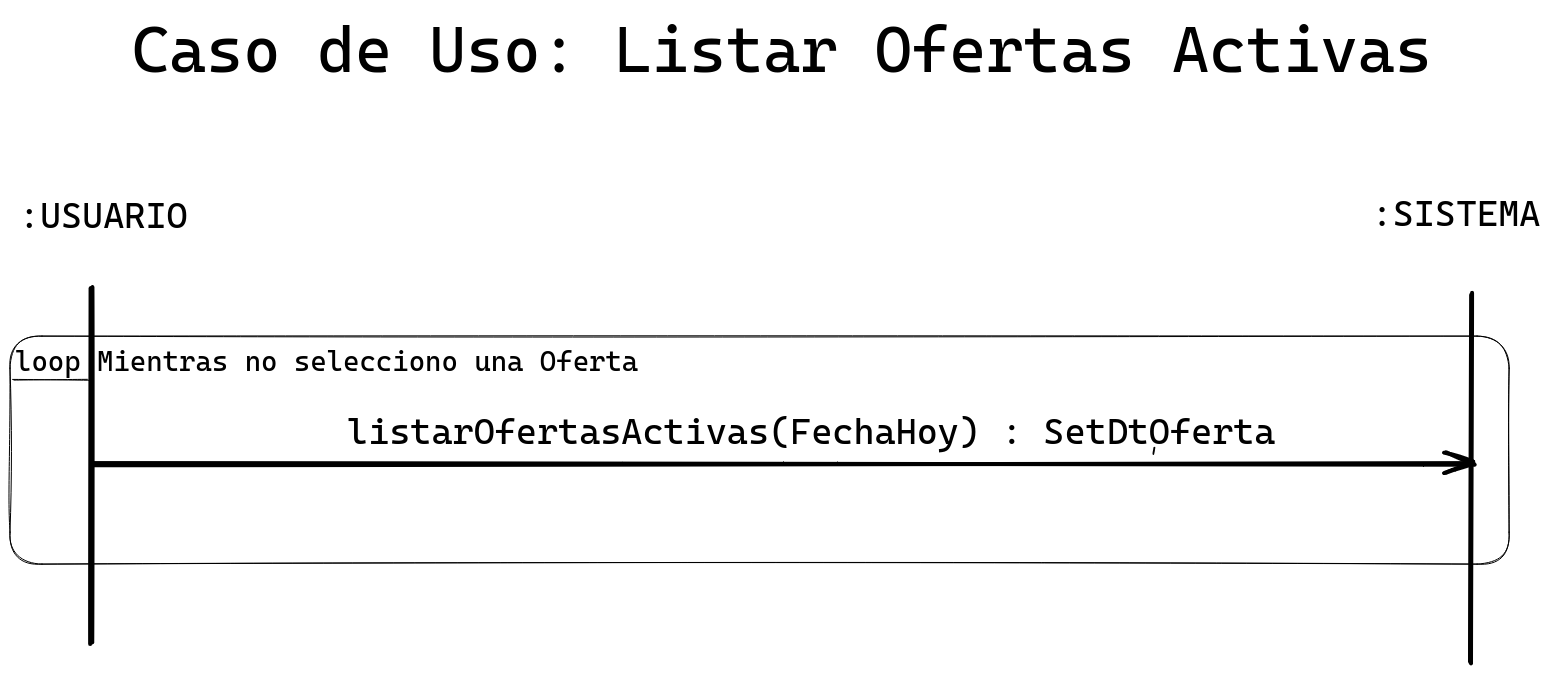 Caso de Uso: Listar Ofertas Activas
:USUARIO
:SISTEMA
loop Mientras no selecciono una Oferta
listarOfertasActivas(FechaHoy) : SetDtOferta